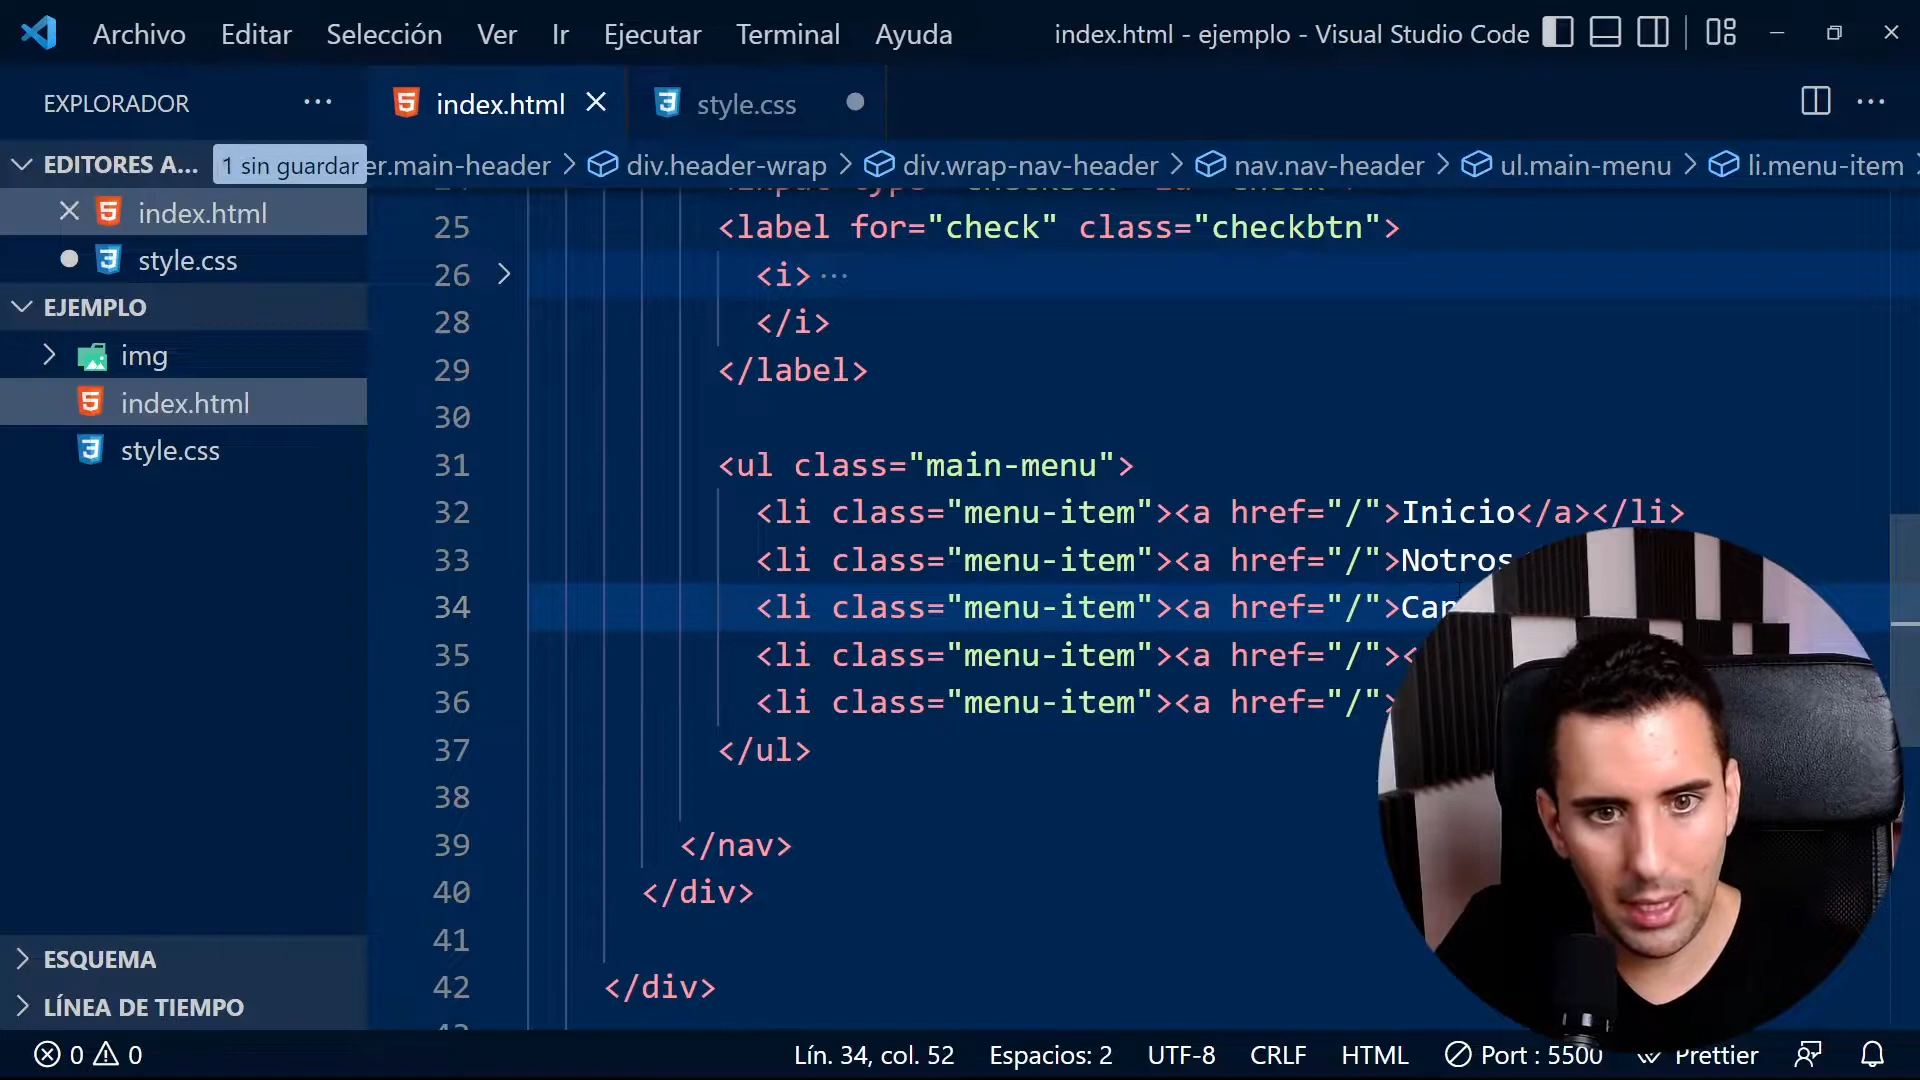 Archivo Editar Selección Ver Ir Ejecutar Terminal Ayuda index.html - ejemplo - Visual Studio Code
EXPLORADOR ··· index.html style.css ···
EDITORES A... 1 sin guardar er.main-header > div.header-wrap > div.wrap-nav-header > nav.nav-header > ul.main-menu > li.menu-item
index.html
style.css
EJEMPLO
img
index.html
style.css
ESQUEMA
LÍNEA DE TIEMPO
25 <label for="check" class="checkbtn">
26 <i> ···
28 </i>
29 </label>
30
31 <ul class="main-menu">
32 <li class="menu-item"><a href="/">Inicio</a></li>
33 <li class="menu-item"><a href="/">Notros
34 <li class="menu-item"><a href="/">Car
35 <li class="menu-item"><a href="/"><
36 <li class="menu-item"><a href="/">
37 </ul>
38
39 </nav>
40 </div>
41
42 </div>
0 0 Lín. 34, col. 52 Espacios: 2 UTF-8 CRLF HTML Port : 5500 Prettier